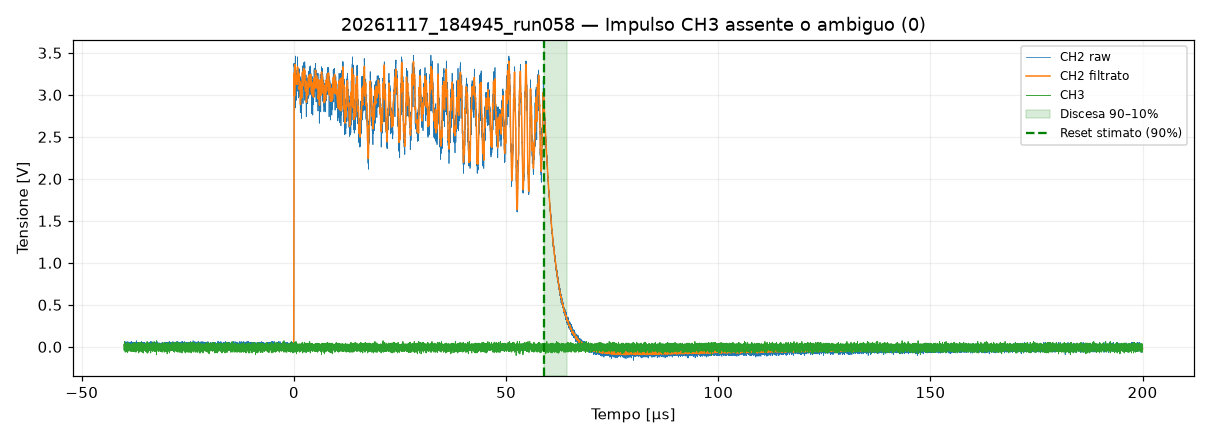 20261117_184945_run058 — Impulso CH3 assente o ambiguo (0)
Tensione [V]
3.5
3.0
2.5
2.0
1.5
1.0
0.5
0.0
CH2 raw
CH2 filtrato
CH3
Discesa 90–10%
Reset stimato (90%)
−50 0 50 100 150 200
Tempo [µs]